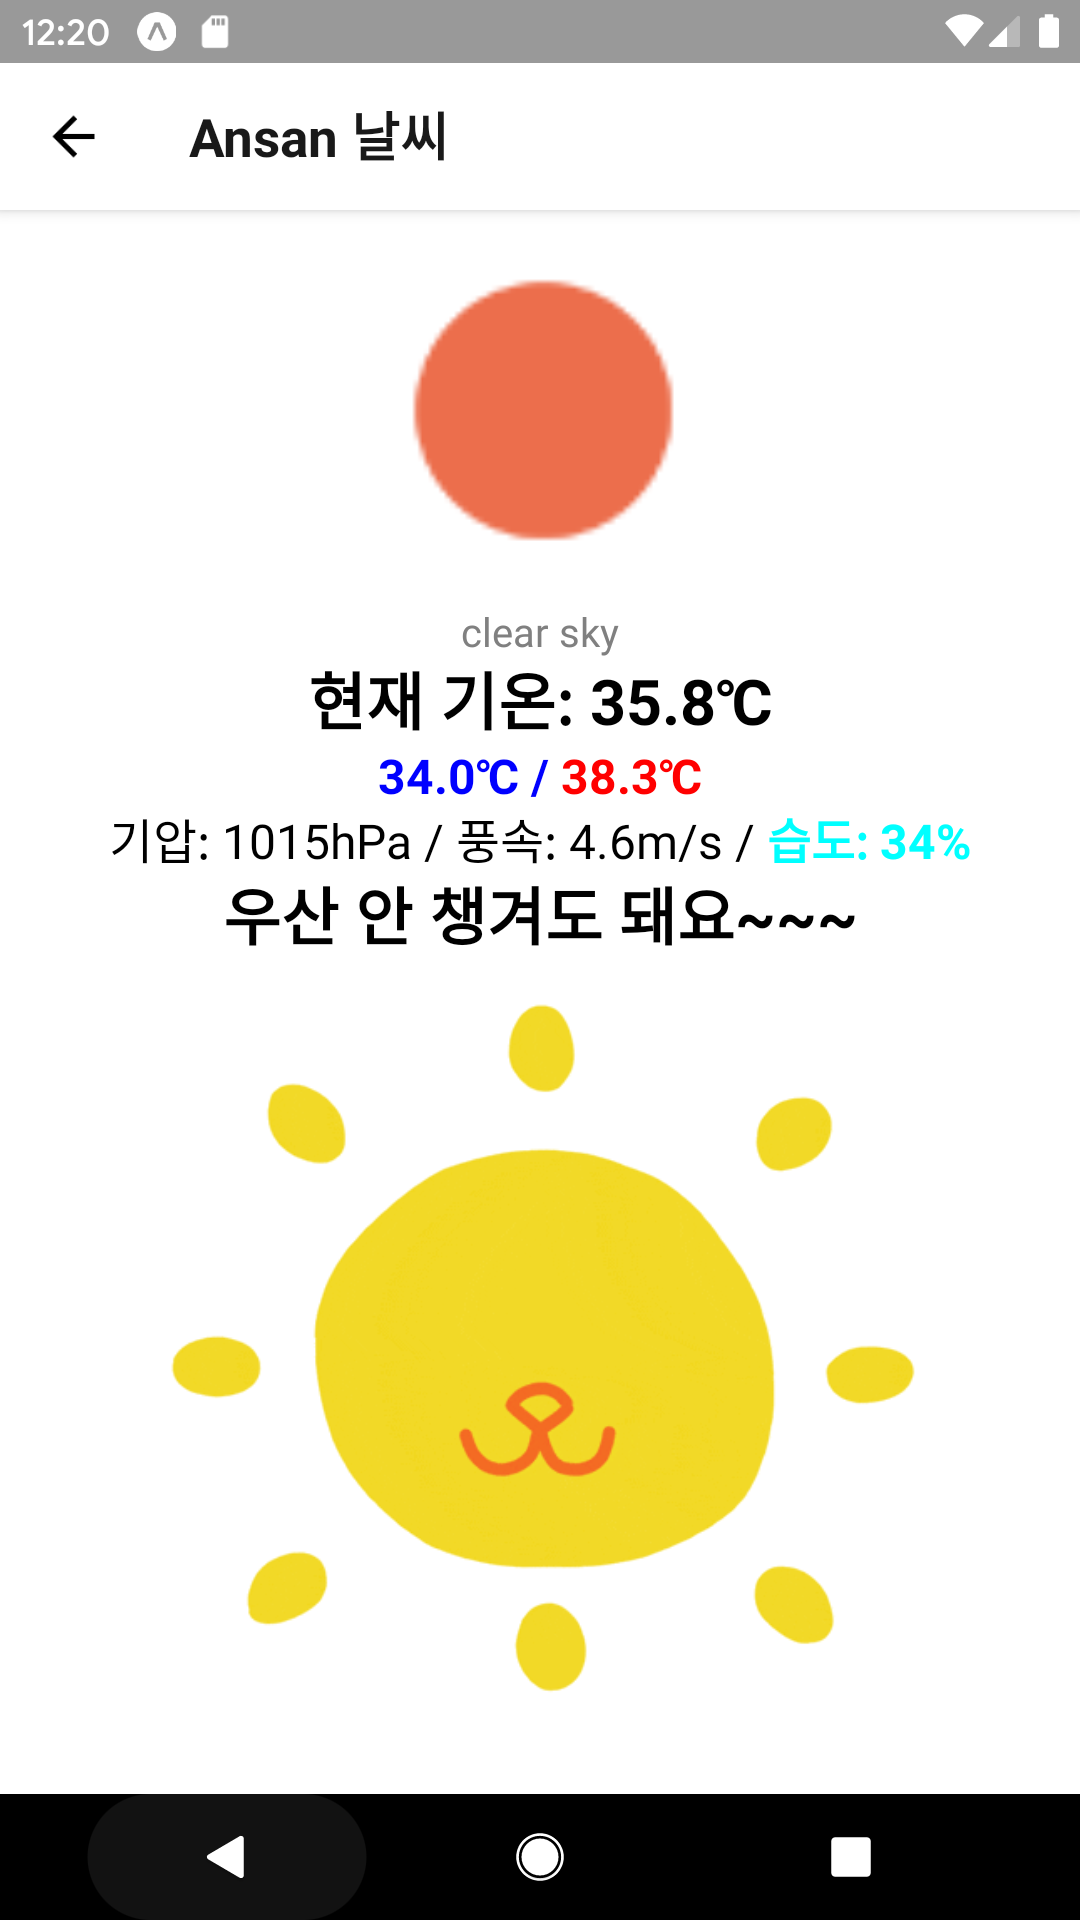 12:20
Ansan 날씨
clear sky
현재 기온: 35.8℃
34.0℃ / 38.3℃
기압: 1015hPa / 풍속: 4.6m/s / 습도: 34%
우산 안 챙겨도 돼요~~~